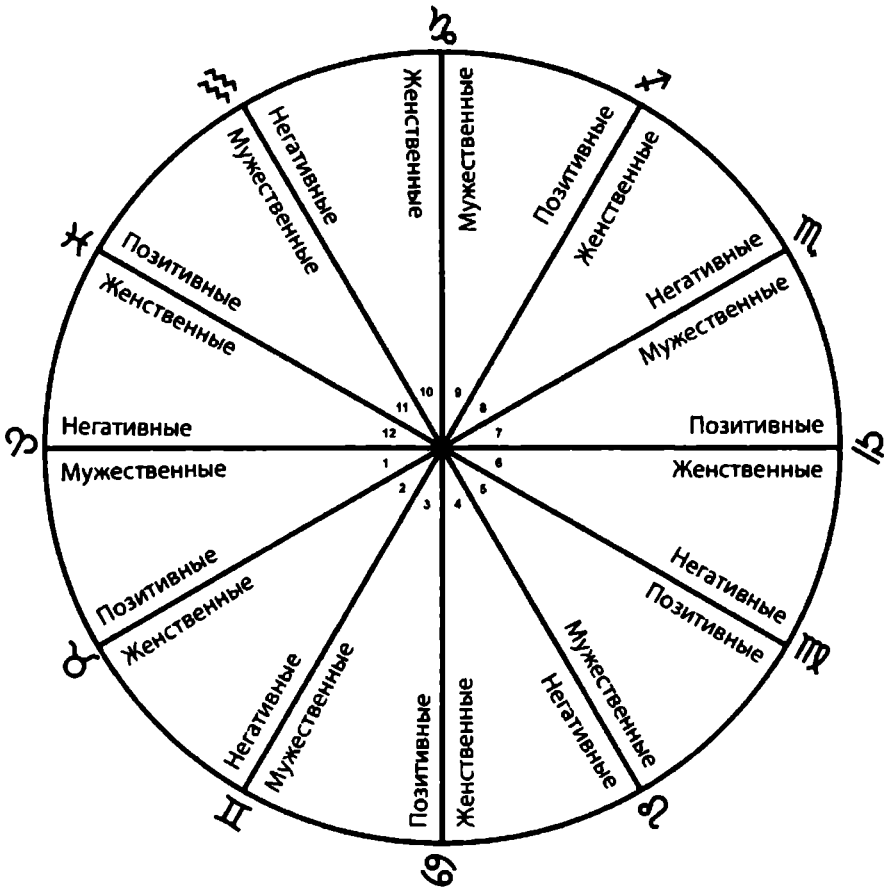 ♑
♐
♒
Женственные
Мужественные
Негативные
Мужественные
Позитивные
Женственные
♏
♓
Позитивные
Женственные
Негативные
Мужественные
10
9
11
8
12
7
♈
Негативные
Позитивные
♎
Мужественные
Женственные
1
6
2
5
3
4
Позитивные
Женственные
Негативные
Позитивные
♉
♍
Негативные
Мужественные
Позитивные
Женственные
Мужественные
Негативные
♊
♌
♋